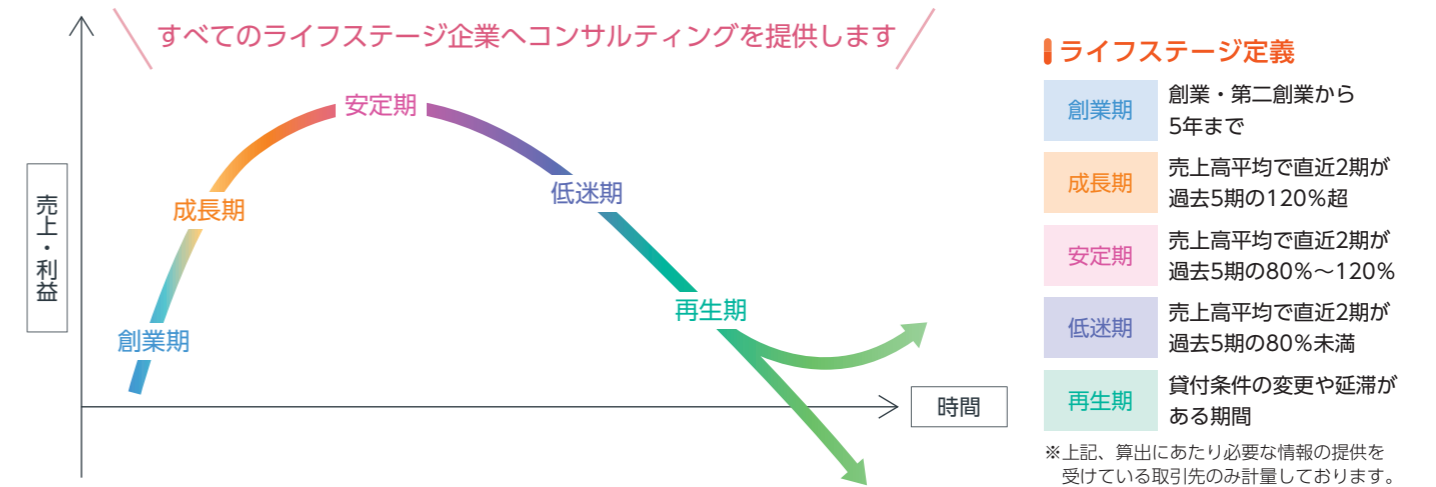 すべてのライフステージ企業へコンサルティングを提供します
売上・利益
創業期
成長期
安定期
低迷期
再生期
時間
ライフステージ定義
創業期
創業・第二創業から
5年まで
成長期
売上高平均で直近2期が
過去5期の120%超
安定期
売上高平均で直近2期が
過去5期の80%～120%
低迷期
売上高平均で直近2期が
過去5期の80%未満
再生期
貸付条件の変更や延滞が
ある期間
※上記、算出にあたり必要な情報の提供を
受けている取引先のみ計量しております。